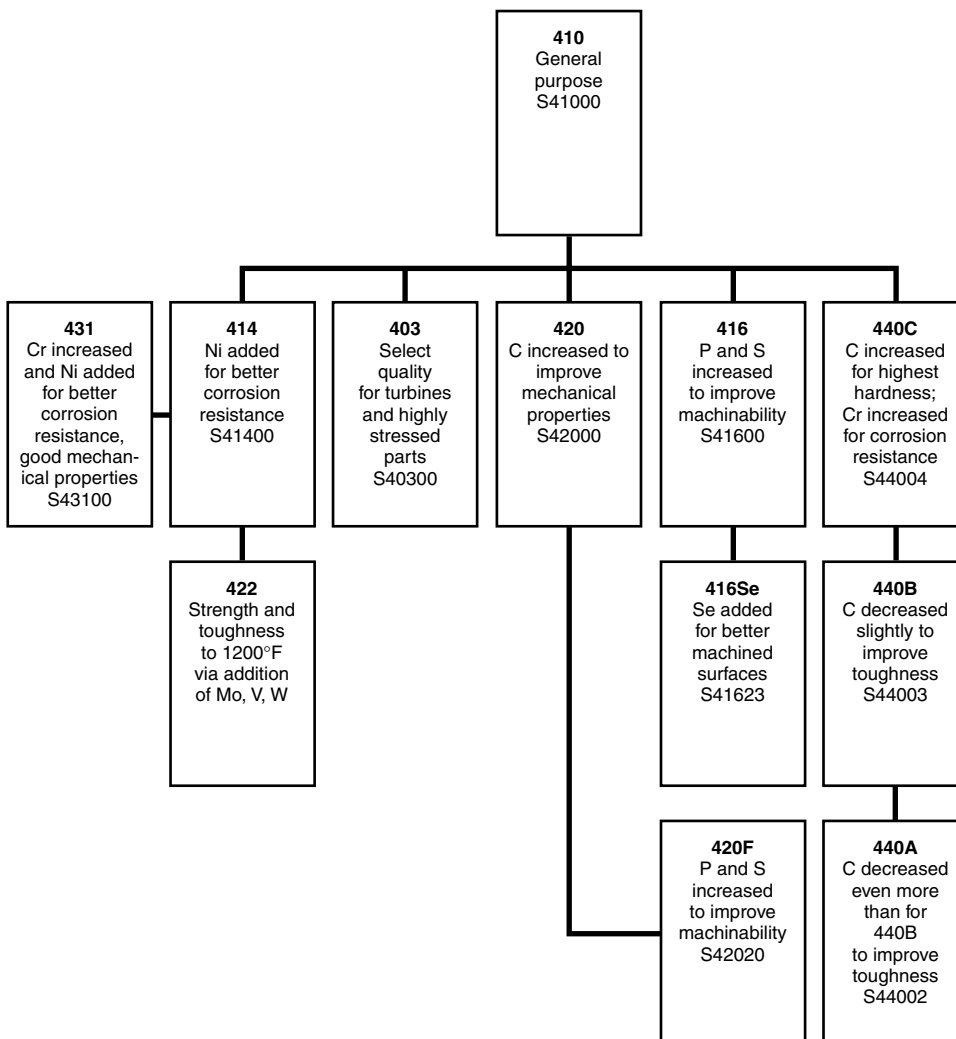 410
General
purpose
S41000
431
Cr increased
and Ni added
for better
corrosion
resistance,
good mechan-
ical properties
S43100
414
Ni added
for better
corrosion
resistance
S41400
403
Select
quality
for turbines
and highly
stressed
parts
S40300
420
C increased to
improve
mechanical
properties
S42000
416
P and S
increased
to improve
machinability
S41600
440C
C increased
for highest
hardness;
Cr increased
for corrosion
resistance
S44004
422
Strength and
toughness
to 1200°F
via addition
of Mo, V, W
416Se
Se added
for better
machined
surfaces
S41623
440B
C decreased
slightly to
improve
toughness
S44003
420F
P and S
increased
to improve
machinability
S42020
440A
C decreased
even more
than for
440B
to improve
toughness
S44002